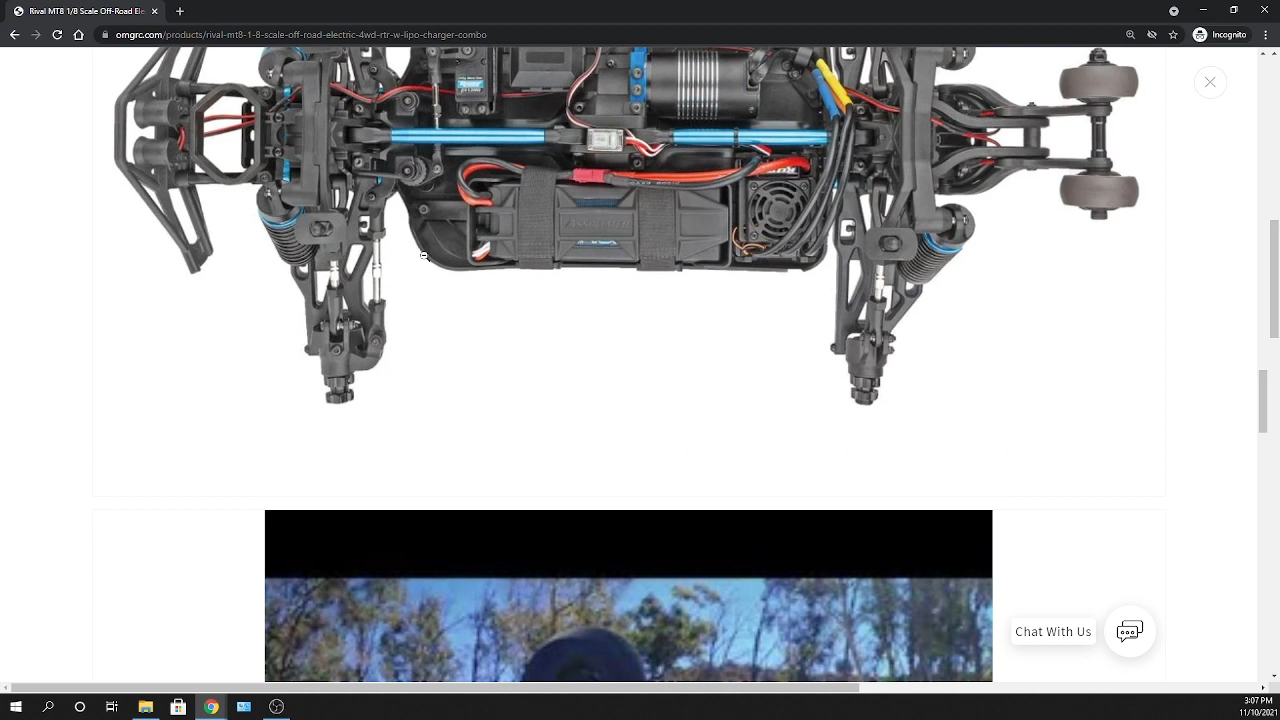 Rival MT8 1/8-Scale Off-Road Ele
omgrc.com/products/rival-mt8-1-8-scale-off-road-electric-4wd-rtr-w-lipo-charger-combo
Incognito
Chat With Us
3:07 PM
11/10/2021